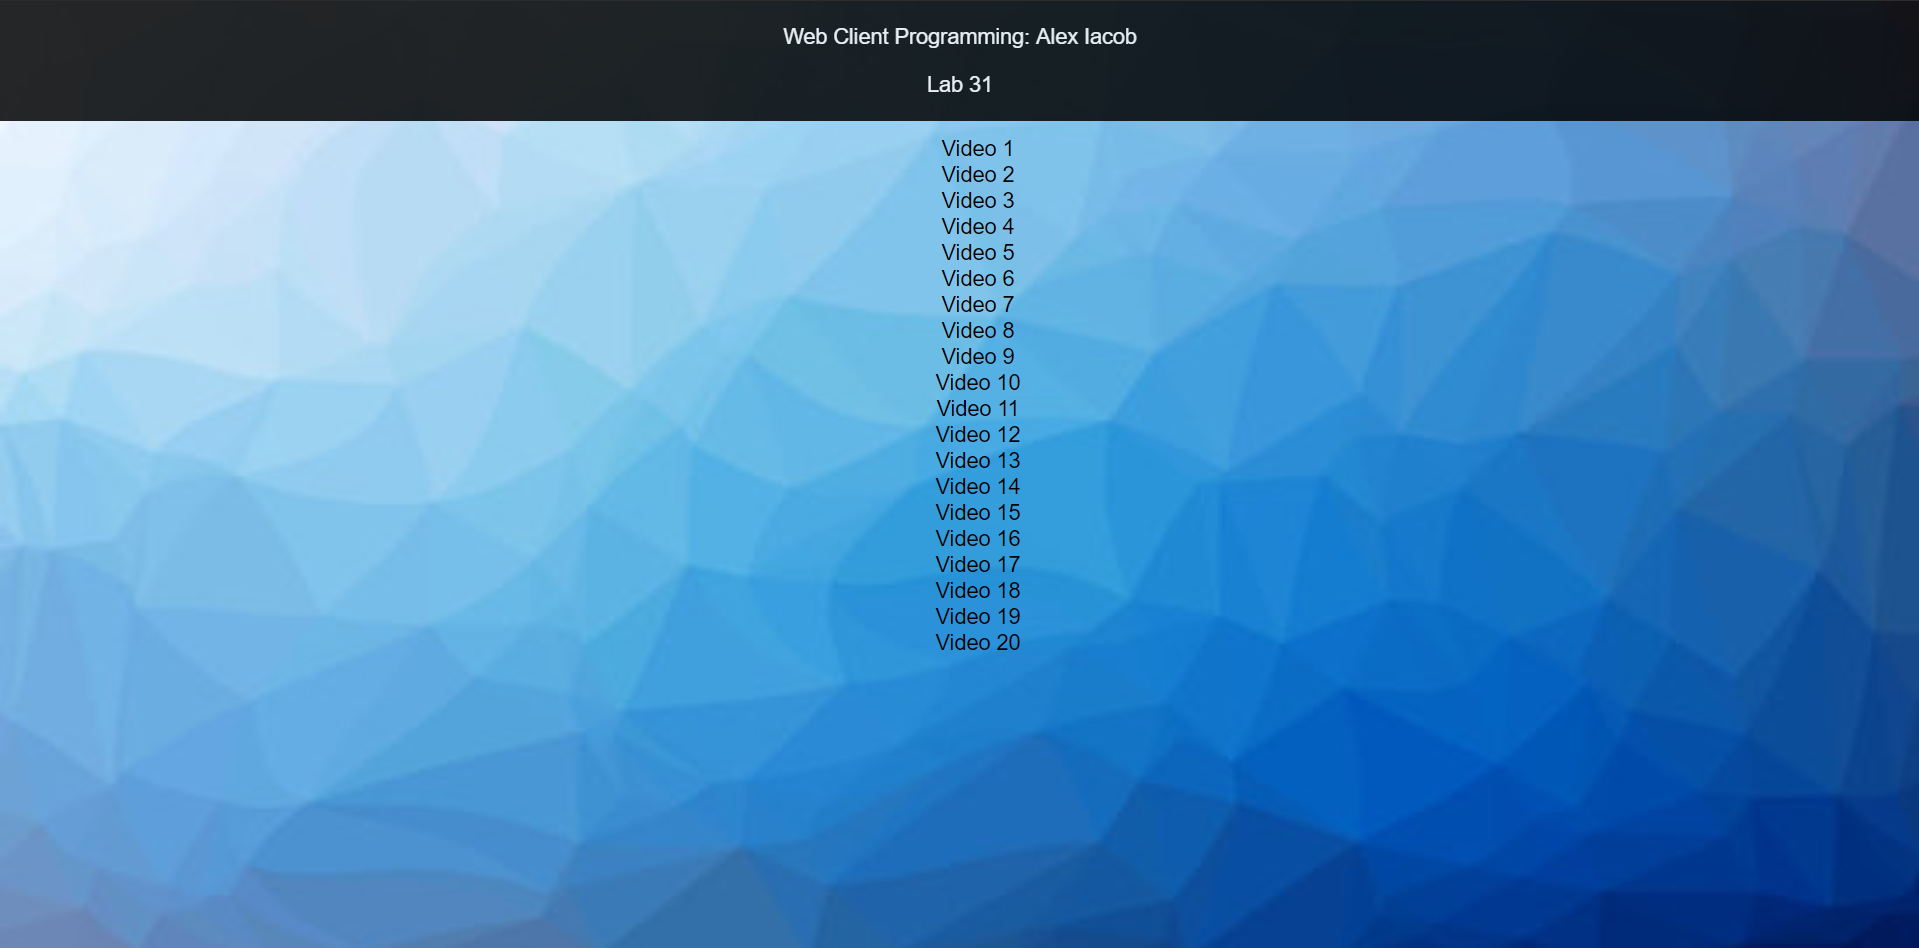 Web Client Programming: Alex Iacob
Lab 31
Video 1
Video 2
Video 3
Video 4
Video 5
Video 6
Video 7
Video 8
Video 9
Video 10
Video 11
Video 12
Video 13
Video 14
Video 15
Video 16
Video 17
Video 18
Video 19
Video 20